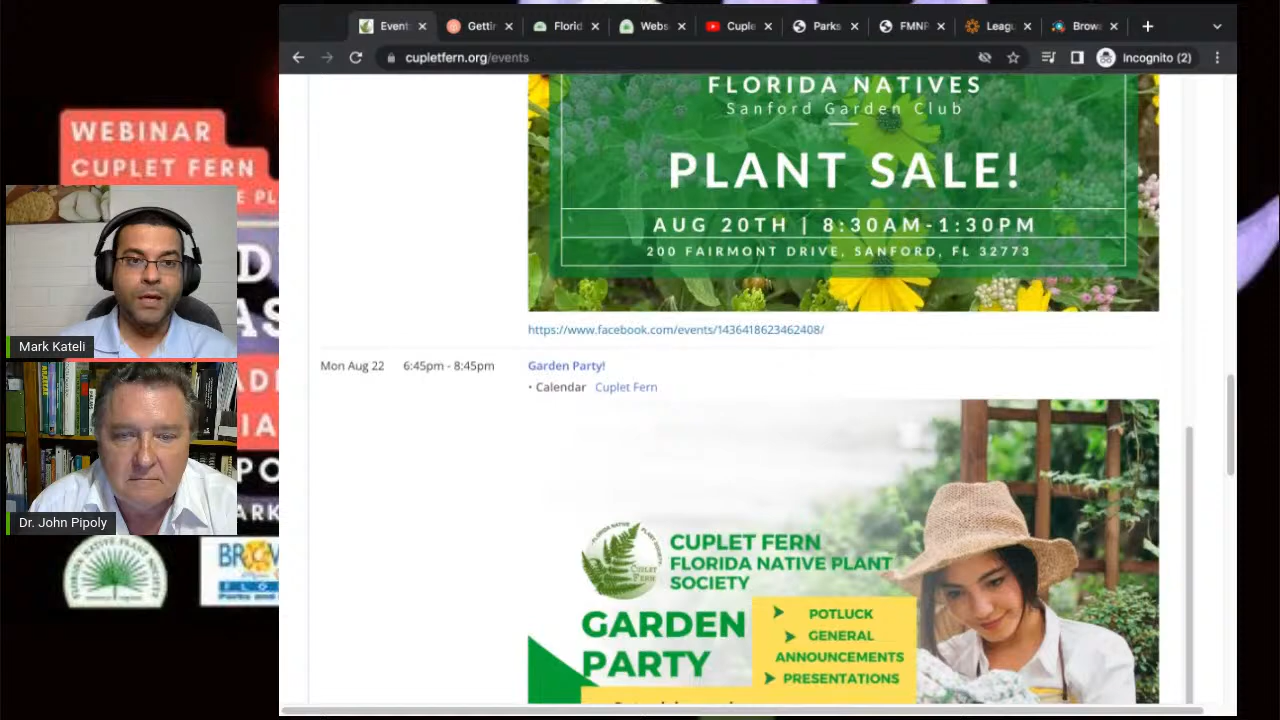 Event
Gettin
Florid
Webs
Cuple
Parks
FMNP
Leagu
Browa
cupletfern.org/events
Incognito (2)
WEBINAR
CUPLET FERN
Mark Kateli
Dr. John Pipoly
FLORIDA NATIVES
Sanford Garden Club
PLANT SALE!
AUG 20TH | 8:30AM-1:30PM
200 FAIRMONT DRIVE, SANFORD, FL 32773
https://www.facebook.com/events/1436418623462408/
Mon Aug 22 6:45pm - 8:45pm Garden Party!
• Calendar Cuplet Fern
CUPLET FERN
FLORIDA NATIVE PLANT
SOCIETY
GARDEN
PARTY
POTLUCK
GENERAL
ANNOUNCEMENTS
PRESENTATIONS